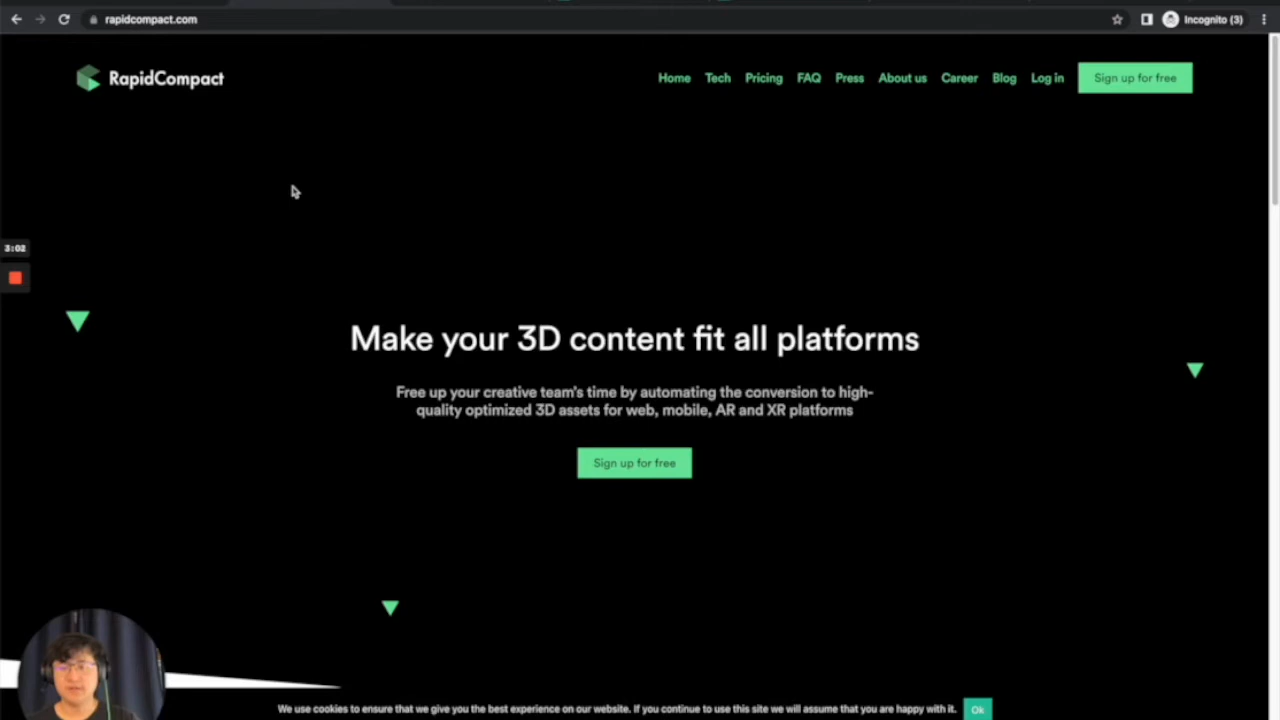 rapidcompact.com
Incognito (3)
RapidCompact
Home Tech Pricing FAQ Press About us Career Blog Log in Sign up for free
3:02
Make your 3D content fit all platforms
Free up your creative team's time by automating the conversion to high-
quality optimized 3D assets for web, mobile, AR and XR platforms
Sign up for free
We use cookies to ensure that we give you the best experience on our website. If you continue to use this site we will assume that you are happy with it. Ok